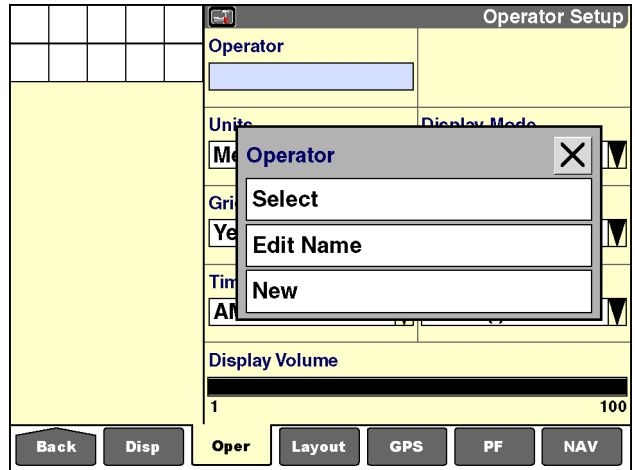 Operator Setup
Operator
Units
Display Mode
Operator
Select
Edit Name
New
Display Volume
1 100
Back Disp Oper Layout GPS PF NAV